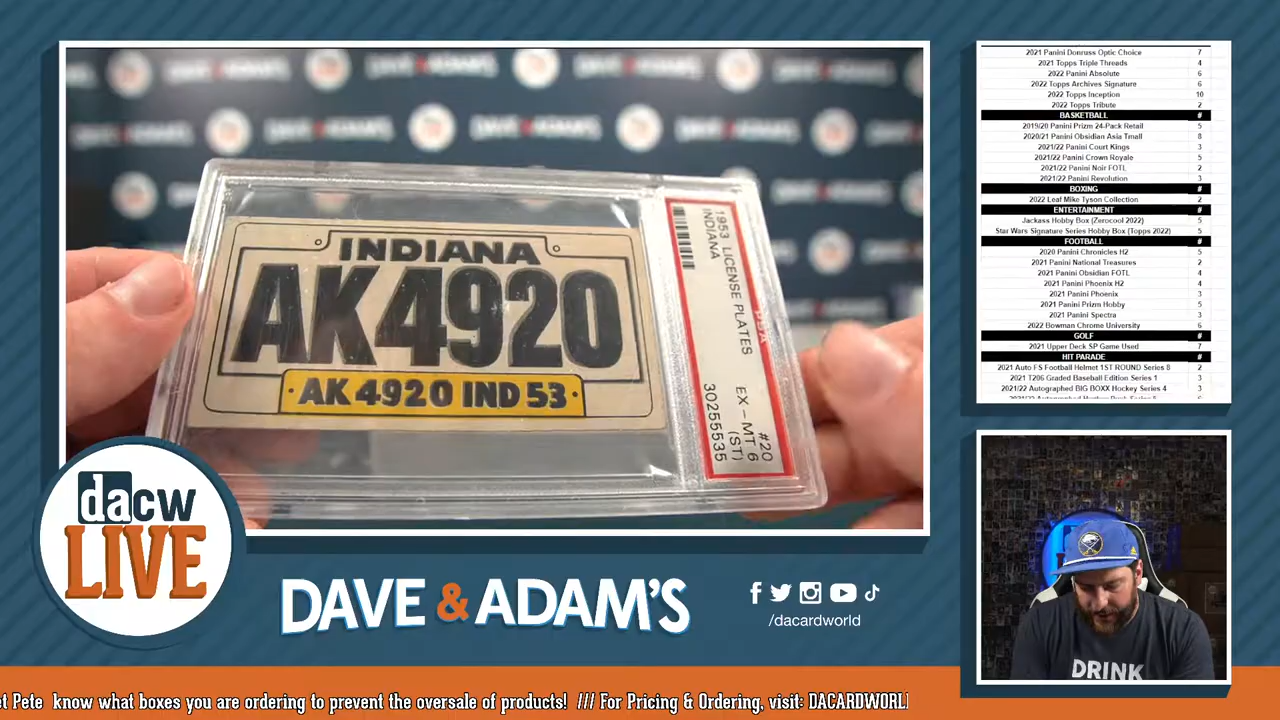 DAVE & ADAM'S
INDIANA
AK4920
AK 4920 IND 53
1953 LICENSE PLATES
INDIANA
PSA
#20
EX-MT 6
(ST)
30255535
2021 Panini Donruss Optic Choice 7
2021 Topps Triple Threads 4
2022 Panini Absolute 6
2022 Topps Archives Signature 6
2022 Topps Inception 10
2022 Topps Tribute 2
BASKETBALL #
2019/20 Panini Prizm 24-Pack Retail 5
2020/21 Panini Obsidian Asia Tmall 8
2021/22 Panini Court Kings 3
2021/22 Panini Crown Royale 5
2021/22 Panini Noir FOTL 2
2021/22 Panini Revolution 3
BOXING #
2022 Leaf Mike Tyson Collection 2
ENTERTAINMENT #
Jackass Hobby Box (Zerocool 2022) 5
Star Wars Signature Series Hobby Box (Topps 2022) 5
FOOTBALL #
2020 Panini Chronicles H2 5
2021 Panini National Treasures 2
2021 Panini Obsidian FOTL 4
2021 Panini Phoenix H2 4
2021 Panini Phoenix 3
2021 Panini Prizm Hobby 5
2021 Panini Spectra 3
2022 Bowman Chrome University 6
GOLF #
2021 Upper Deck SP Game Used 7
HIT PARADE #
2021 Auto FS Football Helmet 1ST ROUND Series 8 2
2021 T206 Graded Baseball Edition Series 1 3
2021/22 Autographed BIG BOXX Hockey Series 4 3
dacw
LIVE
DAVE & ADAM'S
/dacardworld
DRINK
et Pete know what boxes you are ordering to prevent the oversale of products! /// For Pricing & Ordering, visit: DACARDWORL